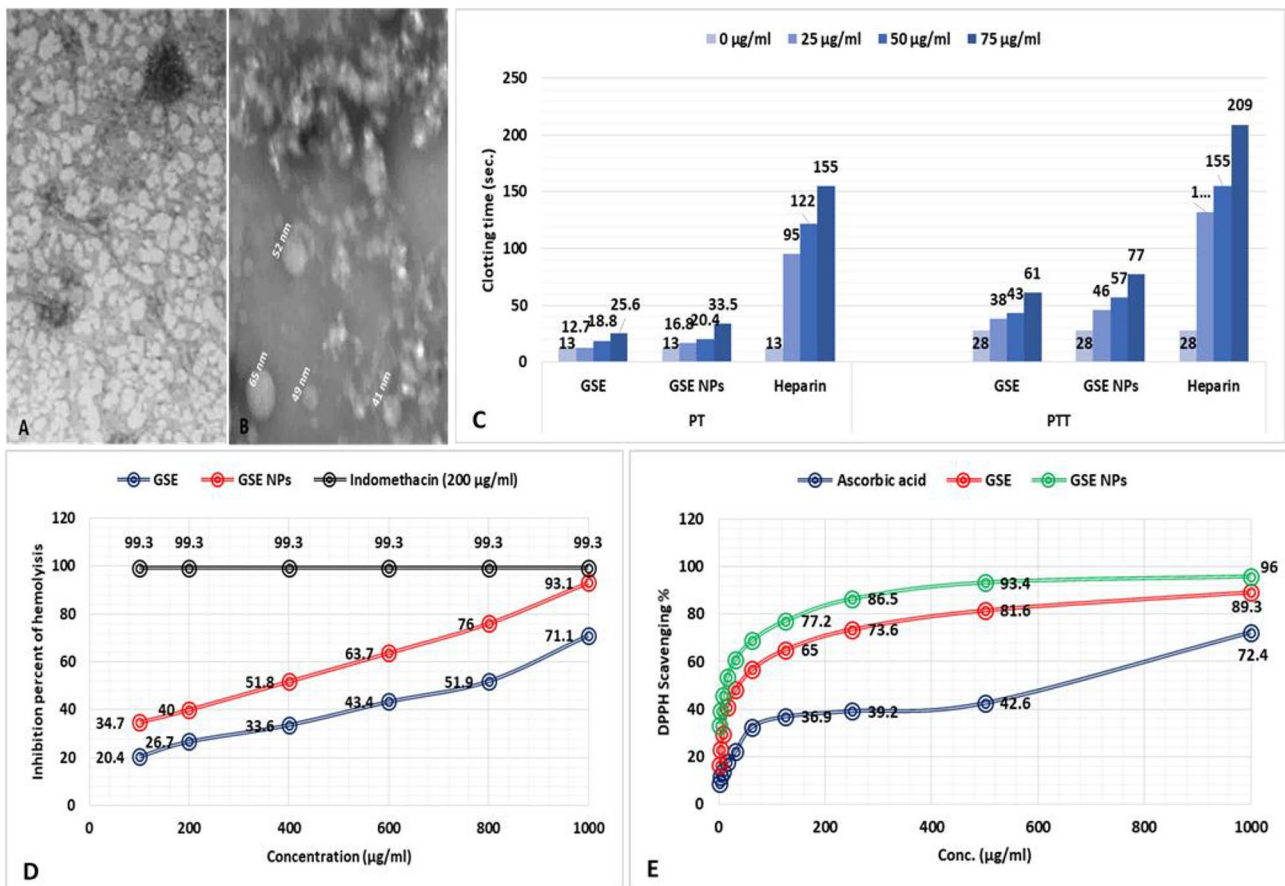 A
52 nm
65 nm
49 nm
41 nm
B
0 µg/ml 25 µg/ml 50 µg/ml 75 µg/ml
Clotting time (sec.)
250
200
150
100
50
0
13 12.7 18.8 25.6
13 16.8 20.4 33.5
13 95 122 155
28 38 43 61
28 46 57 77
28 1... 155 209
GSE GSE NPs Heparin GSE GSE NPs Heparin
PT PTT
C
GSE GSE NPs Indomethacin (200 µg/ml)
Inhibition percent of hemolyisis
120
100
80
60
40
20
0
99.3 99.3 99.3 99.3 99.3 99.3
34.7 40 51.8 63.7 76 93.1
20.4 26.7 33.6 43.4 51.9 71.1
0 200 400 600 800 1000
Concentration (µg/ml)
D
Ascorbic acid GSE GSE NPs
DPPH Scavenging %
120
100
80
60
40
20
0
77.2 86.5 93.4 96
65 73.6 81.6 89.3
36.9 39.2 42.6 72.4
0 200 400 600 800 1000
Conc. (µg/ml)
E